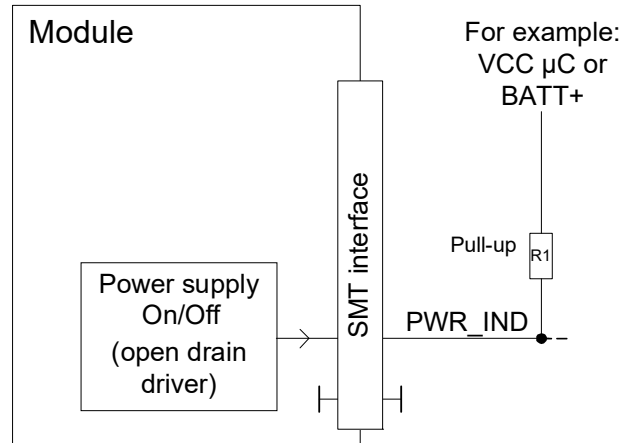 Module
For example:
VCC µC or
BATT+
Pull-up
R1
SMT interface
Power supply
On/Off
(open drain
driver)
PWR_IND